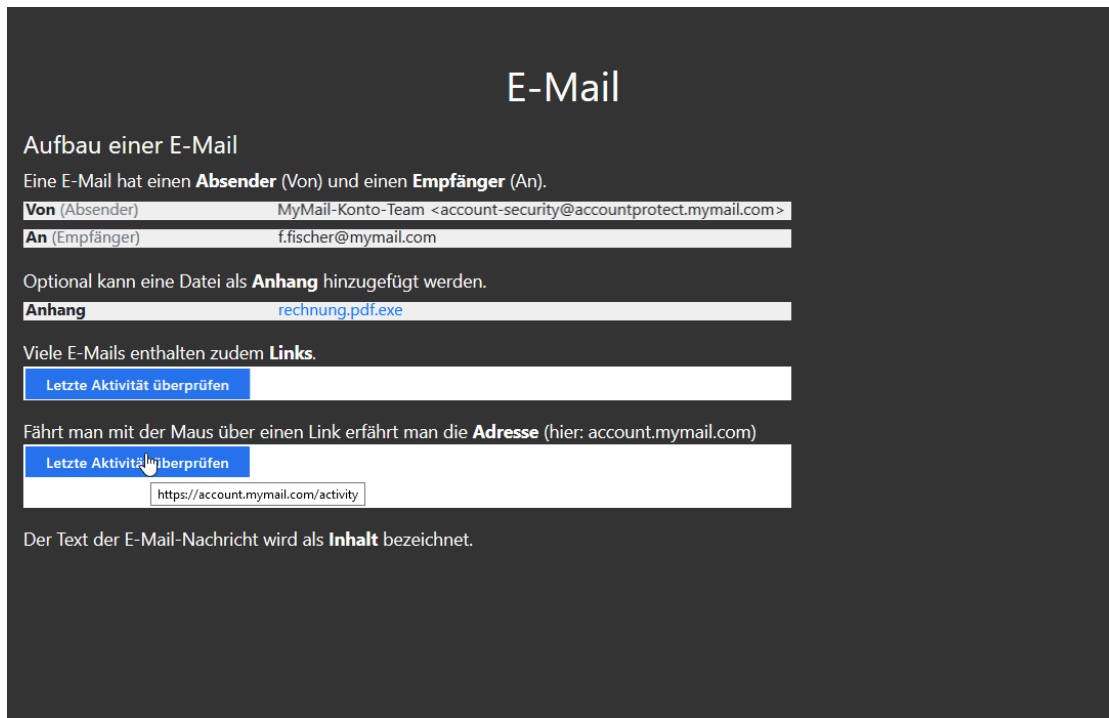 E-Mail
Aufbau einer E-Mail
Eine E-Mail hat einen Absender (Von) und einen Empfänger (An).
Von (Absender) MyMail-Konto-Team <account-security@accountprotect.mymail.com>
An (Empfänger) f.fischer@mymail.com
Optional kann eine Datei als Anhang hinzugefügt werden.
Anhang rechnung.pdf.exe
Viele E-Mails enthalten zudem Links.
Letzte Aktivität überprüfen
Fährt man mit der Maus über einen Link erfährt man die Adresse (hier: account.mymail.com)
Letzte Aktivität überprüfen
https://account.mymail.com/activity
Der Text der E-Mail-Nachricht wird als Inhalt bezeichnet.